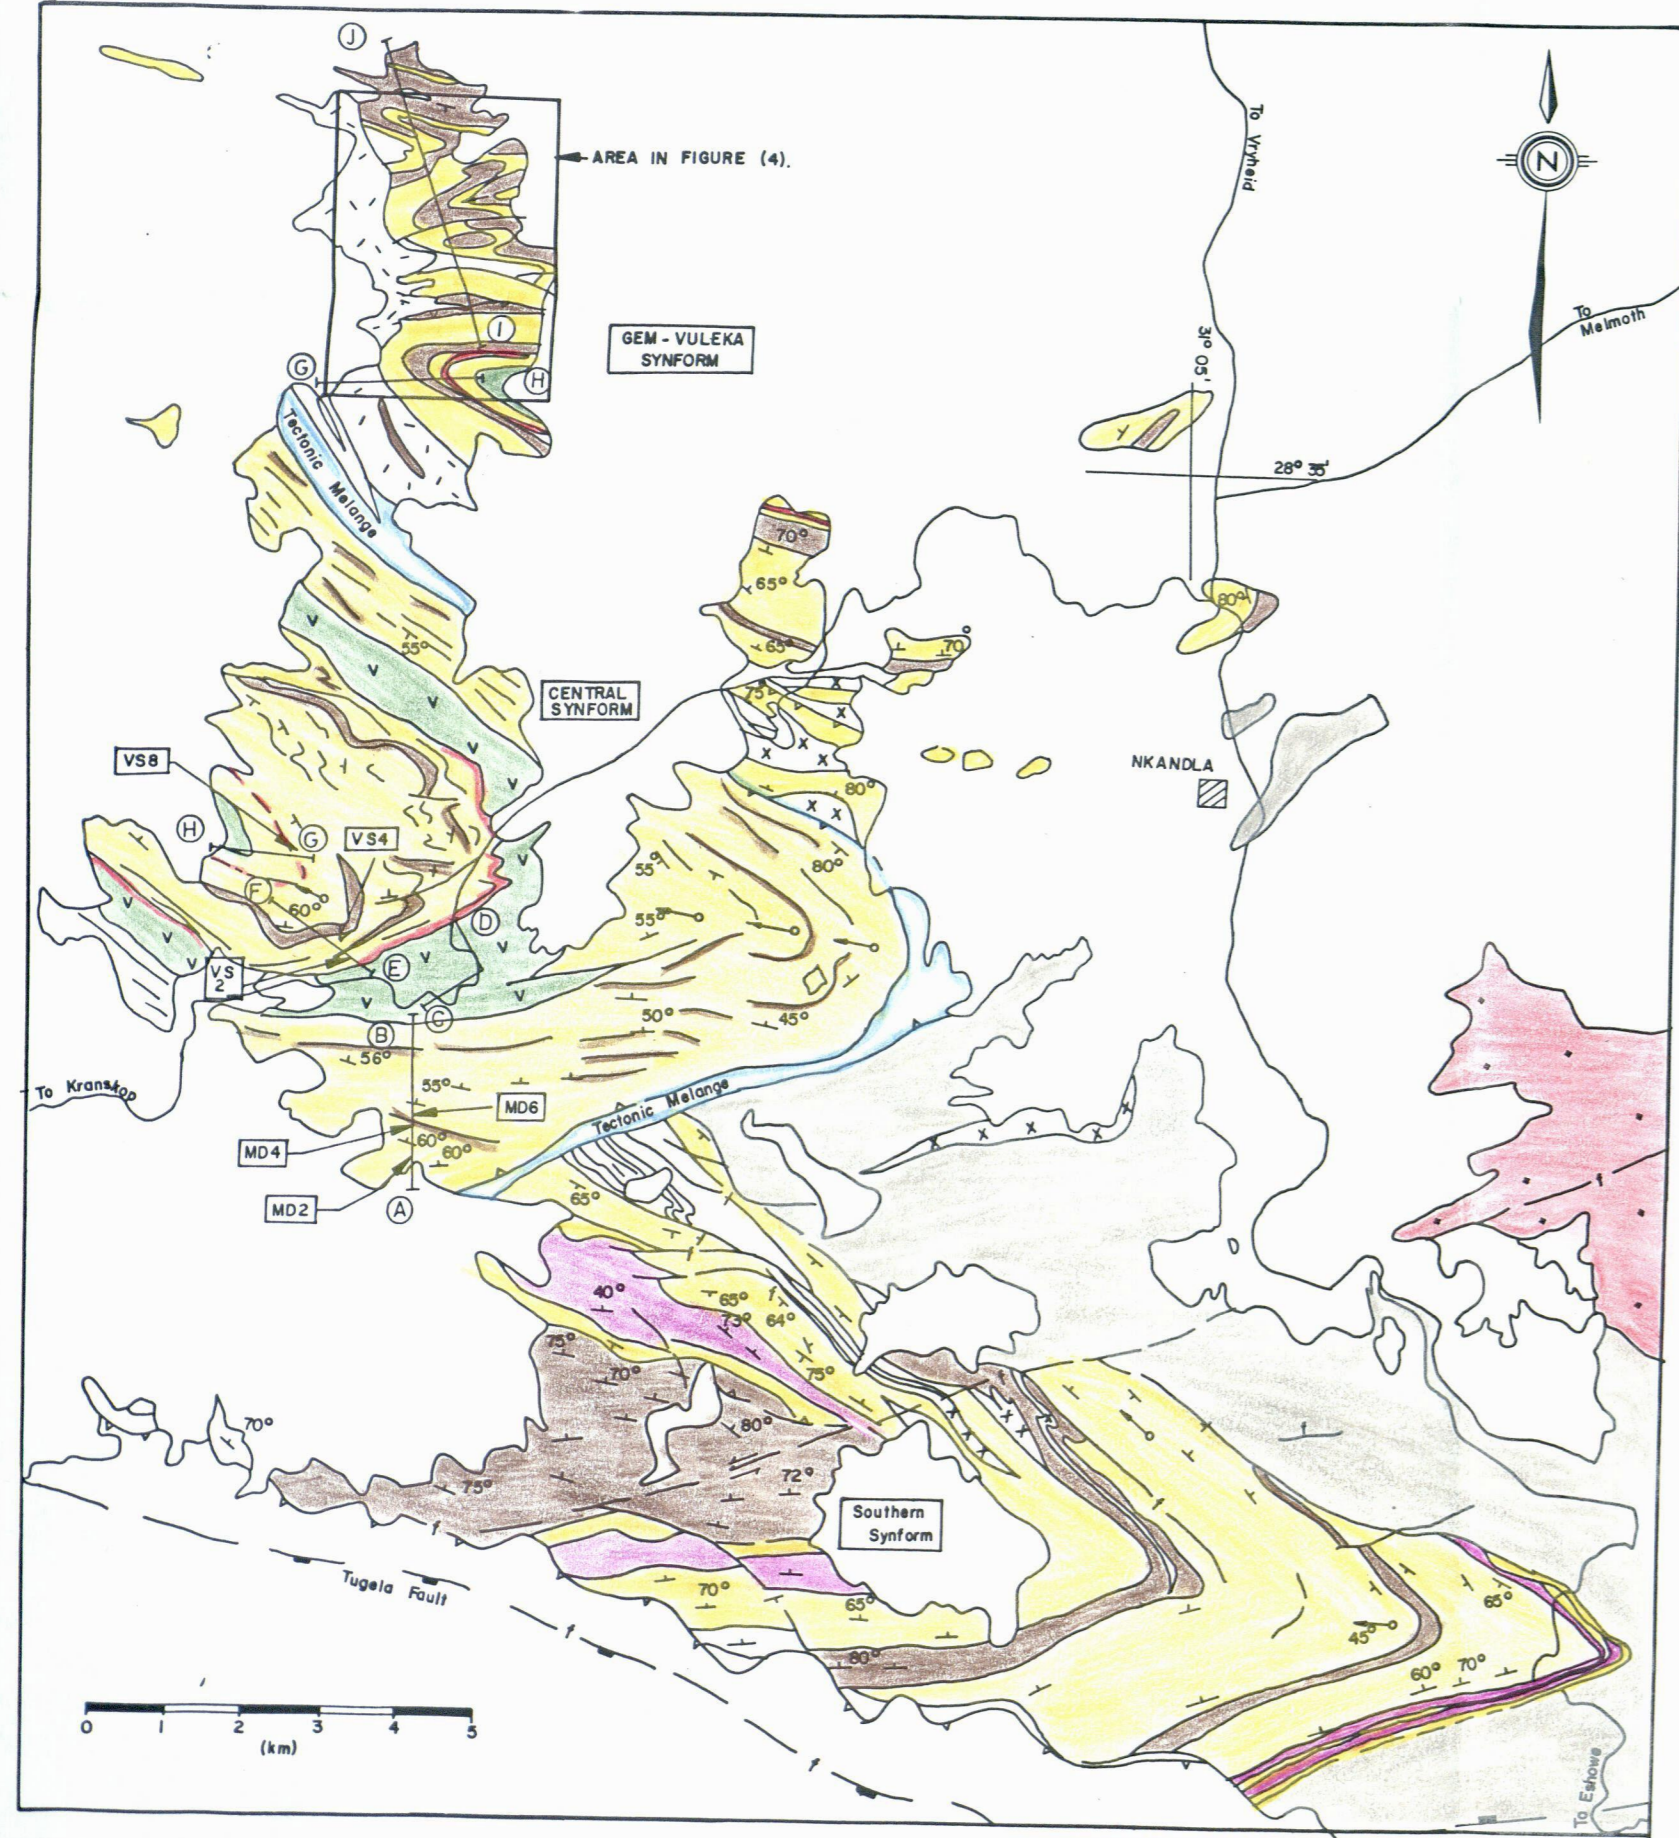 J
To Vryheid
AREA IN FIGURE (4).
N
To
Melmoth
I
GEM - VULEKA
SYNFORM
31° 05'
G
H
Tectonic Melange
28° 35'
70°
65°
80°
55°
65°
70°
CENTRAL
SYNFORM
75°
VS8
NKANDLA
80°
H
G
VS4
55°
80°
F
60°
55°
D
VS
2
E
B
C
50°
45°
56°
To Kranskop
55°
MD6
Tectonic Melange
MD4
60°
60°
MD2
A
65°
f
40°
65°
f
73°
64°
75°
70°
75°
70°
80°
75°
72°
Southern
Synform
f
Tugela Fault
70°
65°
65°
f
80°
45°
60°
70°
0 1 2 3 4 5
(km)
f
To Eshowe